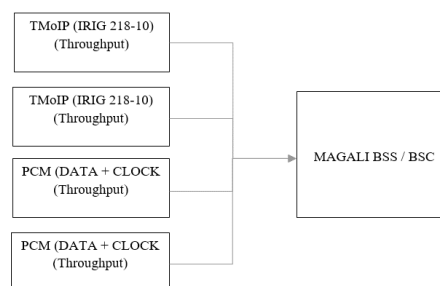 TMoIP (IRIG 218-10)
(Throughput)
TMoIP (IRIG 218-10)
(Throughput)
PCM (DATA + CLOCK
(Throughput)
PCM (DATA + CLOCK
(Throughput)
MAGALI BSS / BSC